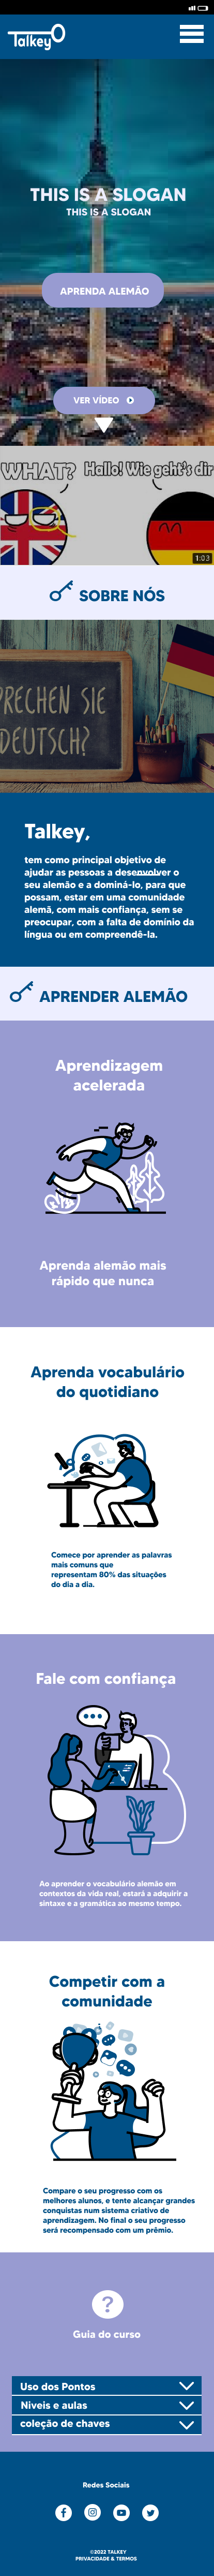 Talkey
THIS IS A SLOGAN
THIS IS A SLOGAN
APRENDA ALEMÃO
VER VÍDEO
WHAT? Hallo! Wie geht's dir
1:03
SOBRE NÓS
PRECHEN SIE
DEUTSCH?
Talkey,
tem como principal objetivo de
ajudar as pessoas a desenvolver o
seu alemão e a dominá-lo, para que
possam, estar em uma comunidade
alemã, com mais confiança, sem se
preocupar, com a falta de domínio da
língua ou em compreendê-la.
APRENDER ALEMÃO
Aprendizagem
acelerada
Aprenda alemão mais
rápido que nunca
Aprenda vocabulário
do quotidiano
Comece por aprender as palavras
mais comuns que
representam 80% das situações
do dia a dia.
Fale com confiança
Ao aprender o vocabulário alemão em
contextos da vida real, estará a adquirir a
sintaxe e a gramática ao mesmo tempo.
Competir com a
comunidade
Compare o seu progresso com os
melhores alunos, e tente alcançar grandes
conquistas num sistema criativo de
aprendizagem. No final o seu progresso
será recompensado com um prêmio.
?
Guia do curso
Uso dos Pontos
Niveis e aulas
coleção de chaves
Redes Sociais
©2022 TALKEY
PRIVACIDADE & TERMOS